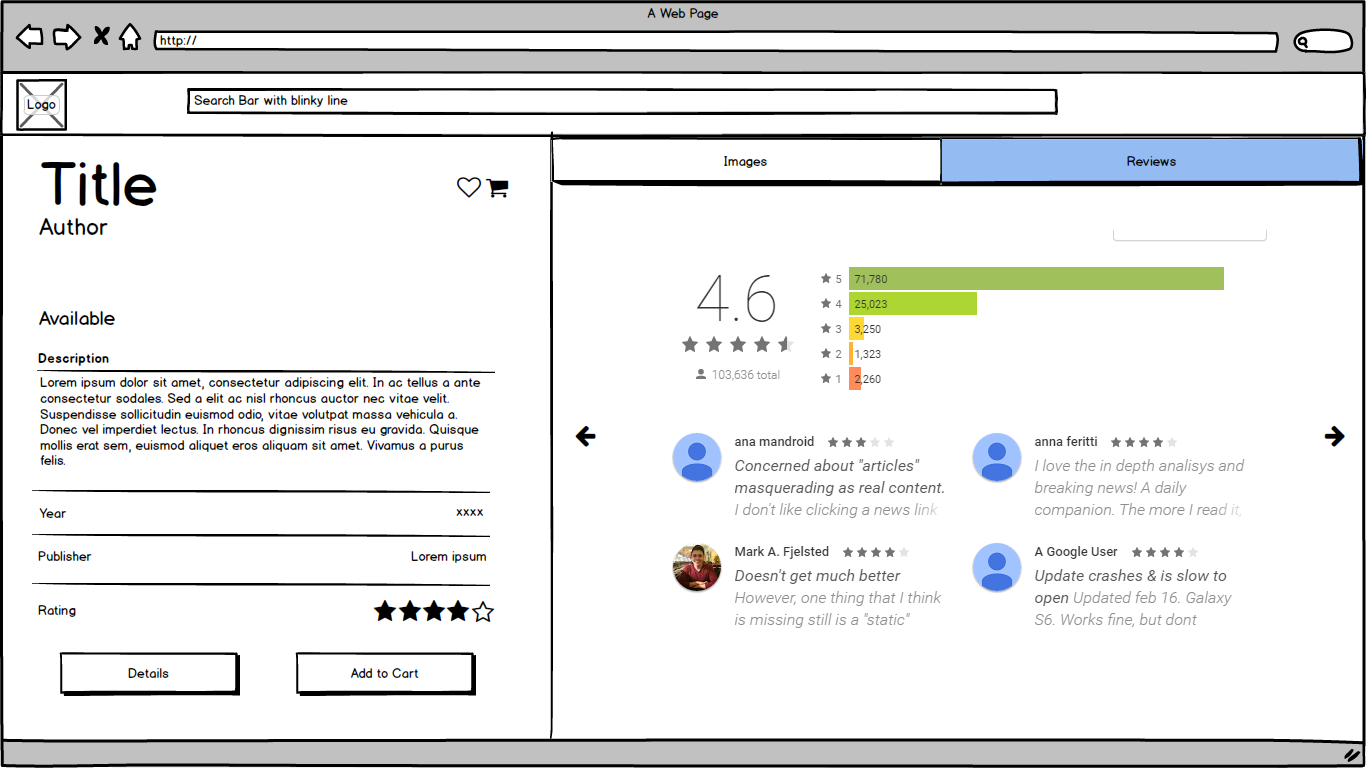 A Web Page
http://
Logo
Search Bar with blinky line
Title
Author
Available
Description
Lorem ipsum dolor sit amet, consectetur adipiscing elit. In ac tellus a ante
consectetur sodales. Sed a elit ac nisl rhoncus auctor nec vitae velit.
Suspendisse sollicitudin euismod odio, vitae volutpat massa vehicula a.
Donec vel imperdiet lectus. In rhoncus dignissim risus eu gravida. Quisque
mollis erat sem, euismod aliquet eros aliquam sit amet. Vivamus a purus
felis.
Year xxxx
Publisher Lorem ipsum
Rating
Details Add to Cart
Images Reviews
4.6
103,636 total
5 71,780
4 25,023
3 3,250
2 1,323
1 2,260
ana mandroid
Concerned about "articles"
masquerading as real content.
I don't like clicking a news link
anna feritti
I love the in depth analisys and
breaking news! A daily
companion. The more I read it,
Mark A. Fjelsted
Doesn't get much better
However, one thing that I think
is missing still is a "static"
A Google User
Update crashes & is slow to
open Updated feb 16. Galaxy
S6. Works fine, but dont